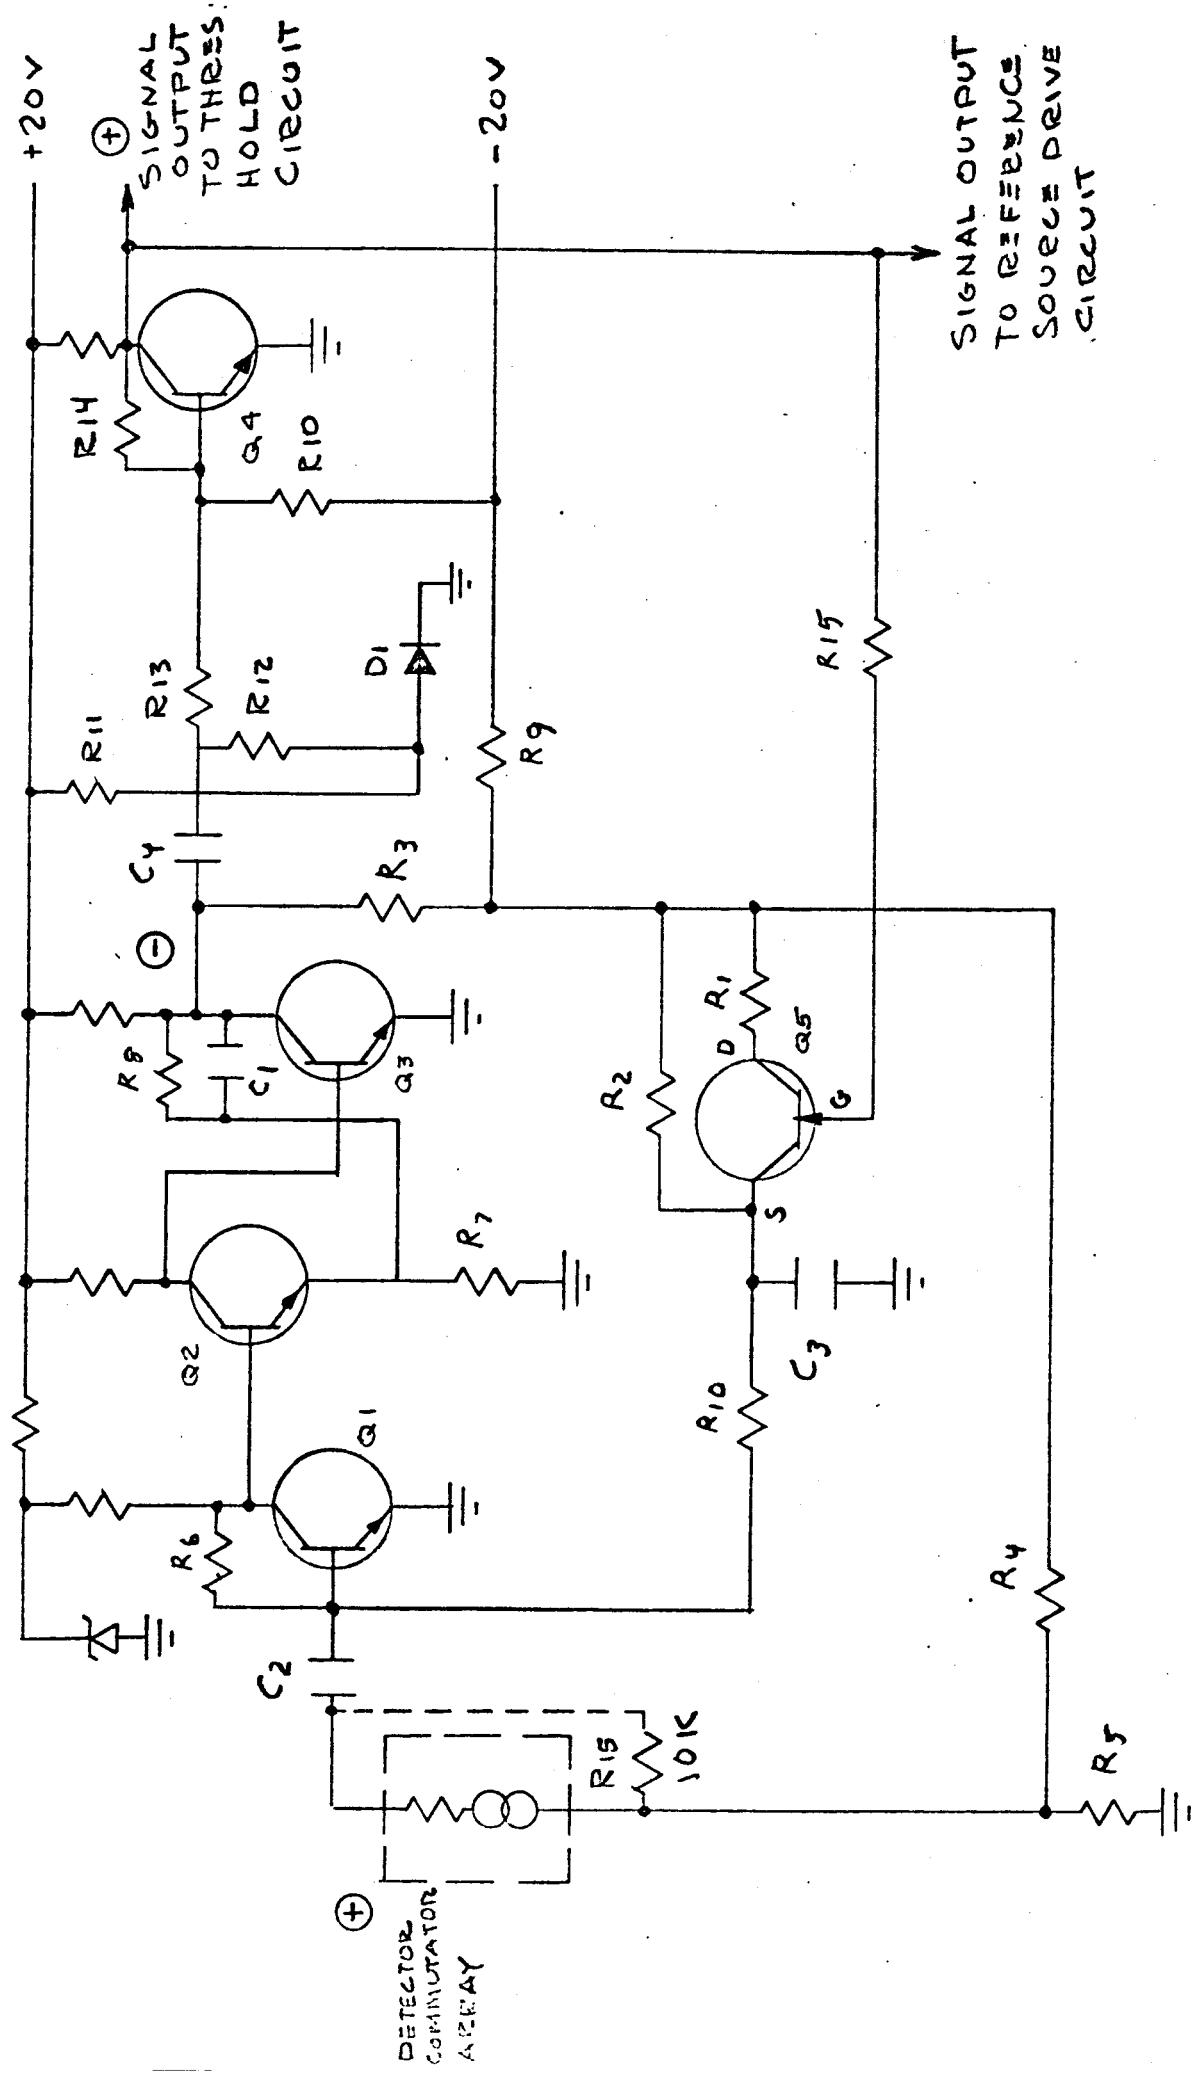 +20V
⊕
SIGNAL
OUTPUT
TO THRES-
HOLD
CIRCUIT
-20V
SIGNAL OUTPUT
TO REFERENCE
SOURCE DRIVE
CIRCUIT
R14
Q4
R10
R11
R13
R12
D1
R9
R15
C4
R3
⊖
R8
C1
Q3
R2
R1
D
Q5
G
S
Q2
R7
Q1
R6
R10
C3
C2
R4
R15
10K
R5
⊕
DETECTOR
COMMUTATOR
ARRAY